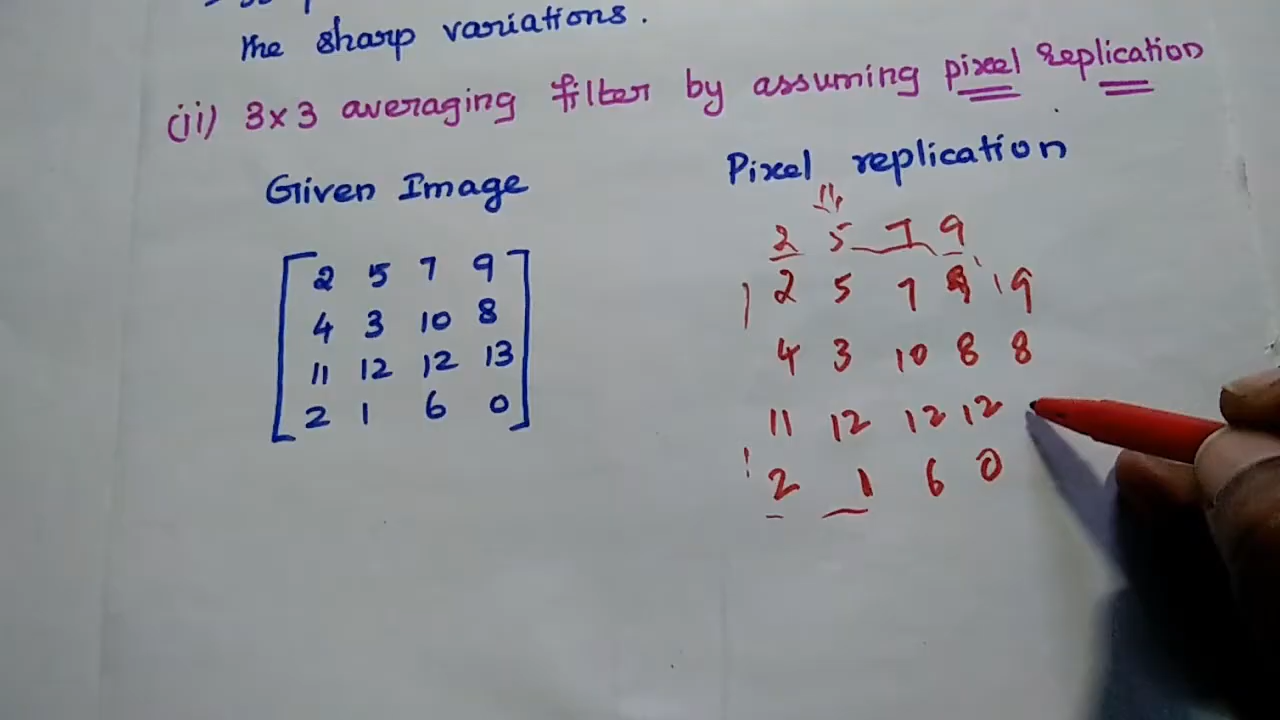 the sharp variations.
(ii) 3x3 averaging filter by assuming pixel replication
Given Image
Pixel replication
2 5 7 9
4 3 10 8
11 12 12 13
2 1 6 0
2 5 7 9
2 5 7 9 9
4 3 10 8 8
11 12 12 12
2 1 6 0